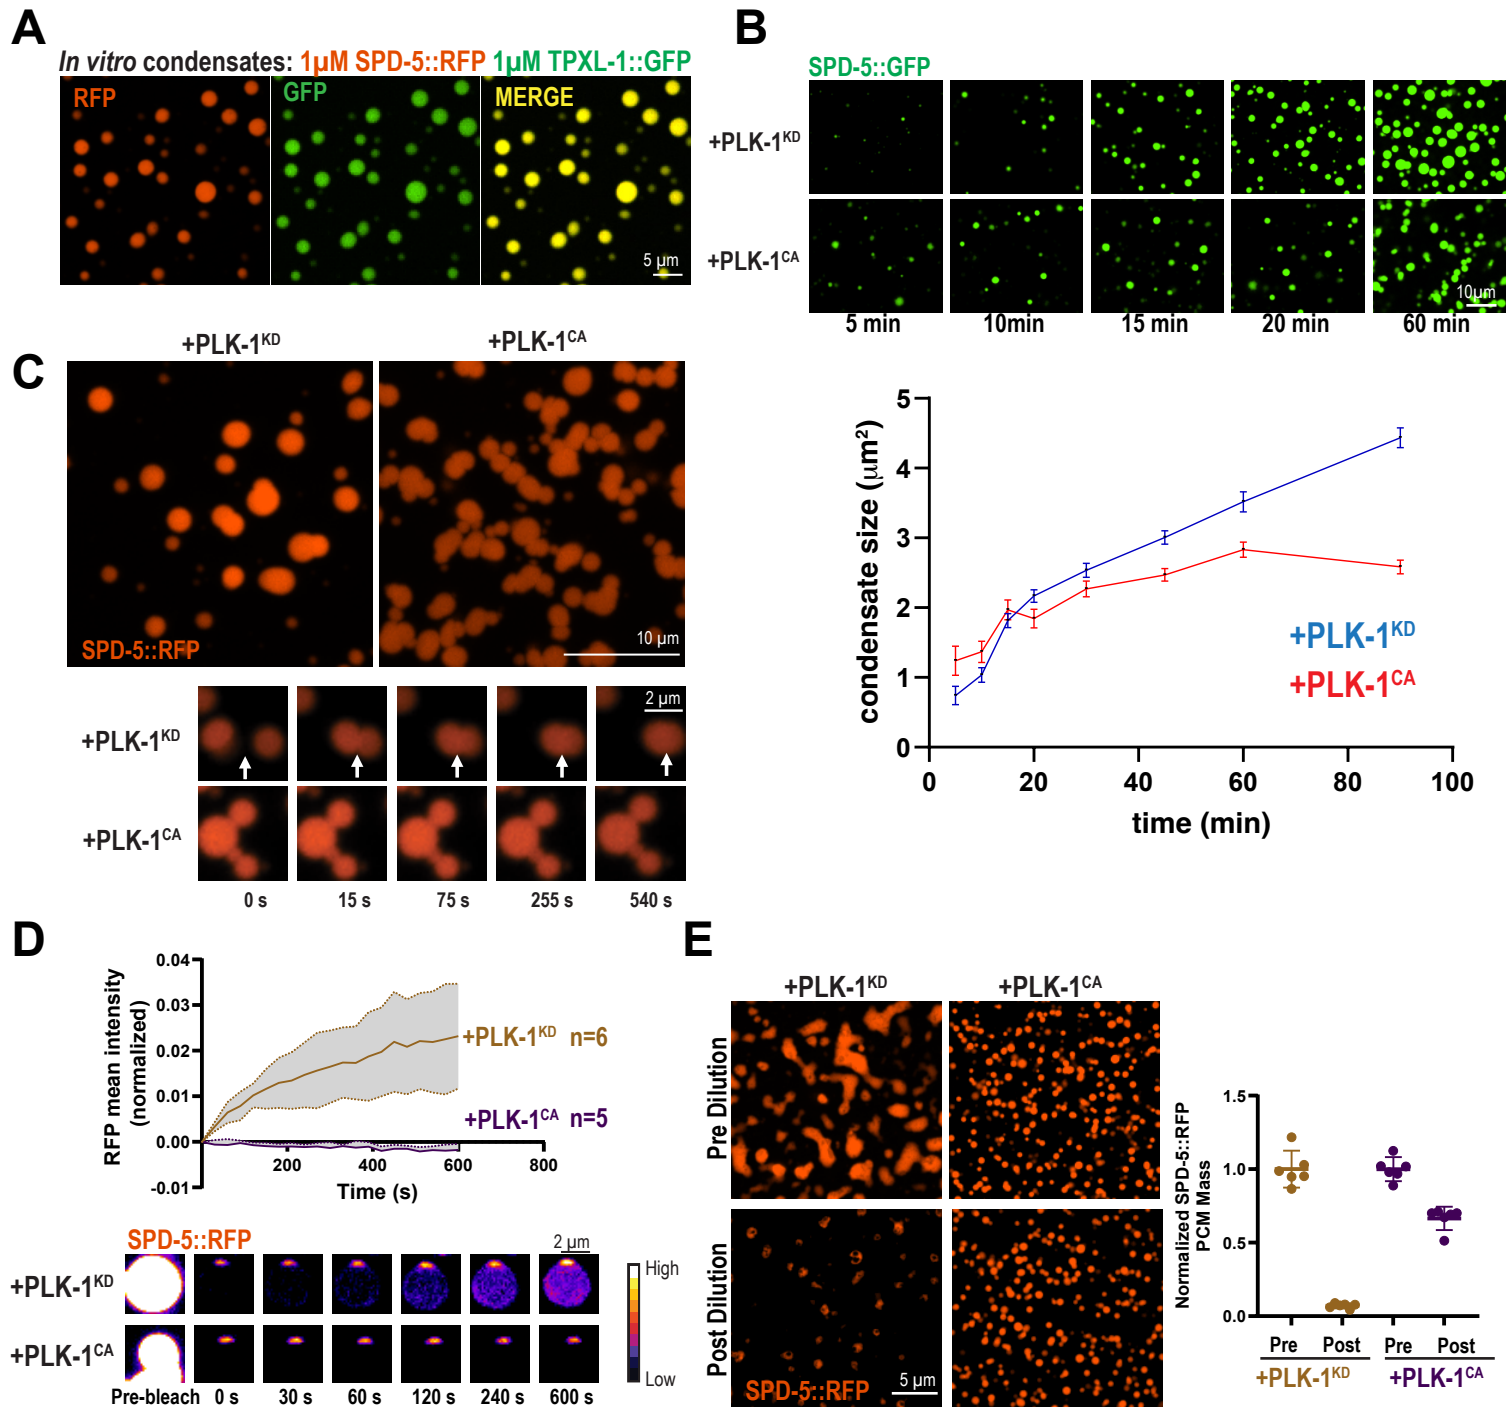 A
In vitro condensates: 1µM SPD-5::RFP 1µM TPXL-1::GFP
RFP
GFP
MERGE
5 µm
B
SPD-5::GFP
+PLK-1KD
+PLK-1CA
10µm
5 min
10min
15 min
20 min
60 min
condensate size (µm2)
5
4
3
2
1
0
0
20
40
60
80
100
time (min)
+PLK-1KD
+PLK-1CA
C
+PLK-1KD
+PLK-1CA
SPD-5::RFP
10 µm
+PLK-1KD
2 µm
+PLK-1CA
0 s
15 s
75 s
255 s
540 s
D
RFP mean intensity
(normalized)
0.04
0.03
0.02
0.01
0.00
-0.01
200
400
600
800
Time (s)
+PLK-1KD n=6
+PLK-1CA n=5
SPD-5::RFP
2 µm
+PLK-1KD
+PLK-1CA
High
Low
Pre-bleach
0 s
30 s
60 s
120 s
240 s
600 s
E
+PLK-1KD
+PLK-1CA
Pre Dilution
Post Dilution
SPD-5::RFP
5 µm
Normalized SPD-5::RFP
PCM Mass
1.5
1.0
0.5
0.0
Pre
Post
Pre
Post
+PLK-1KD
+PLK-1CA